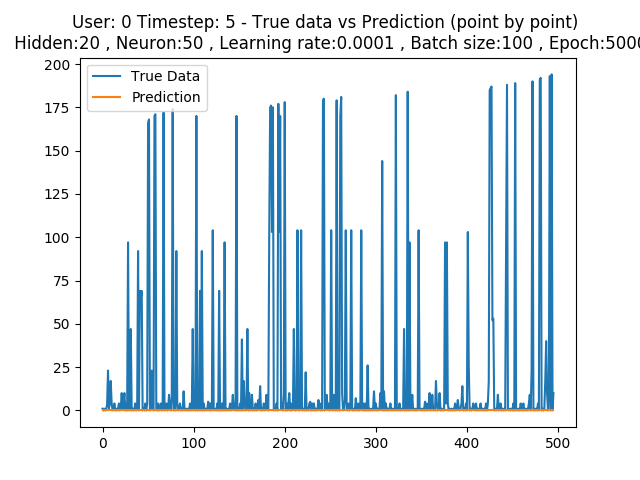 User: 0 Timestep: 5 - True data vs Prediction (point by point)
Hidden:20 , Neuron:50 , Learning rate:0.0001 , Batch size:100 , Epoch:5000
True Data
Prediction
200
175
150
125
100
75
50
25
0
0 100 200 300 400 500